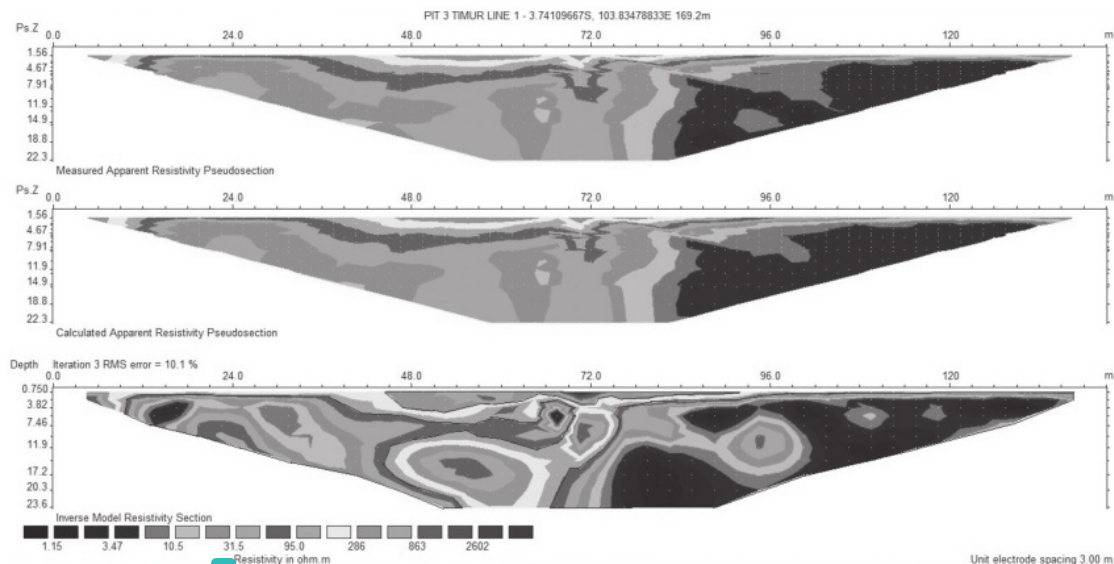 PIT 3 TIMUR LINE 1 - 3.74109667S, 103.83478833E 169.2m
Ps.Z 0.0 24.0 48.0 72.0 96.0 120 m
1.56
4.67
7.91
11.9
14.9
18.8
22.3
Measured Apparent Resistivity Pseudosection
Ps.Z 0.0 24.0 48.0 72.0 96.0 120 m
1.56
4.67
7.91
11.9
14.9
18.8
22.3
Calculated Apparent Resistivity Pseudosection
Depth Iteration 3 RMS error = 10.1 %
0.0 24.0 48.0 72.0 96.0 120 m
0.750
3.82
7.46
11.9
17.2
20.3
23.6
Inverse Model Resistivity Section
1.15 3.47 10.5 31.5 95.0 286 863 2602
Resistivity in ohm.m
Unit electrode spacing 3.00 m.